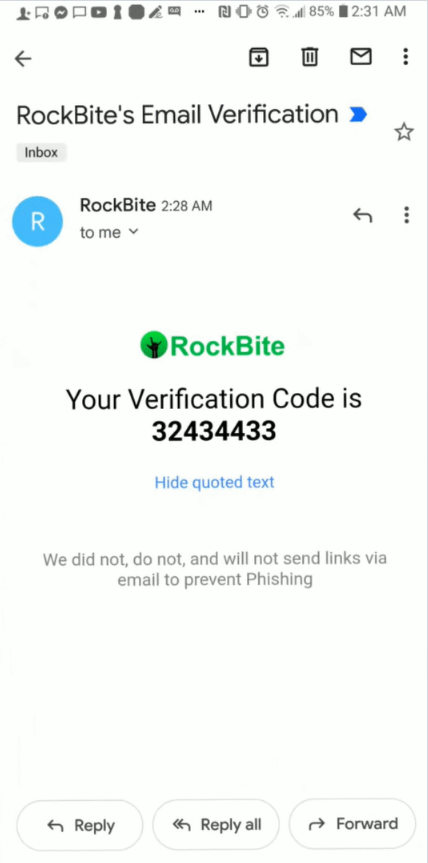 85% 2:31 AM
RockBite's Email Verification
Inbox
R
RockBite 2:28 AM
to me
RockBite
Your Verification Code is
32434433
Hide quoted text
We did not, do not, and will not send links via
email to prevent Phishing
Reply
Reply all
Forward